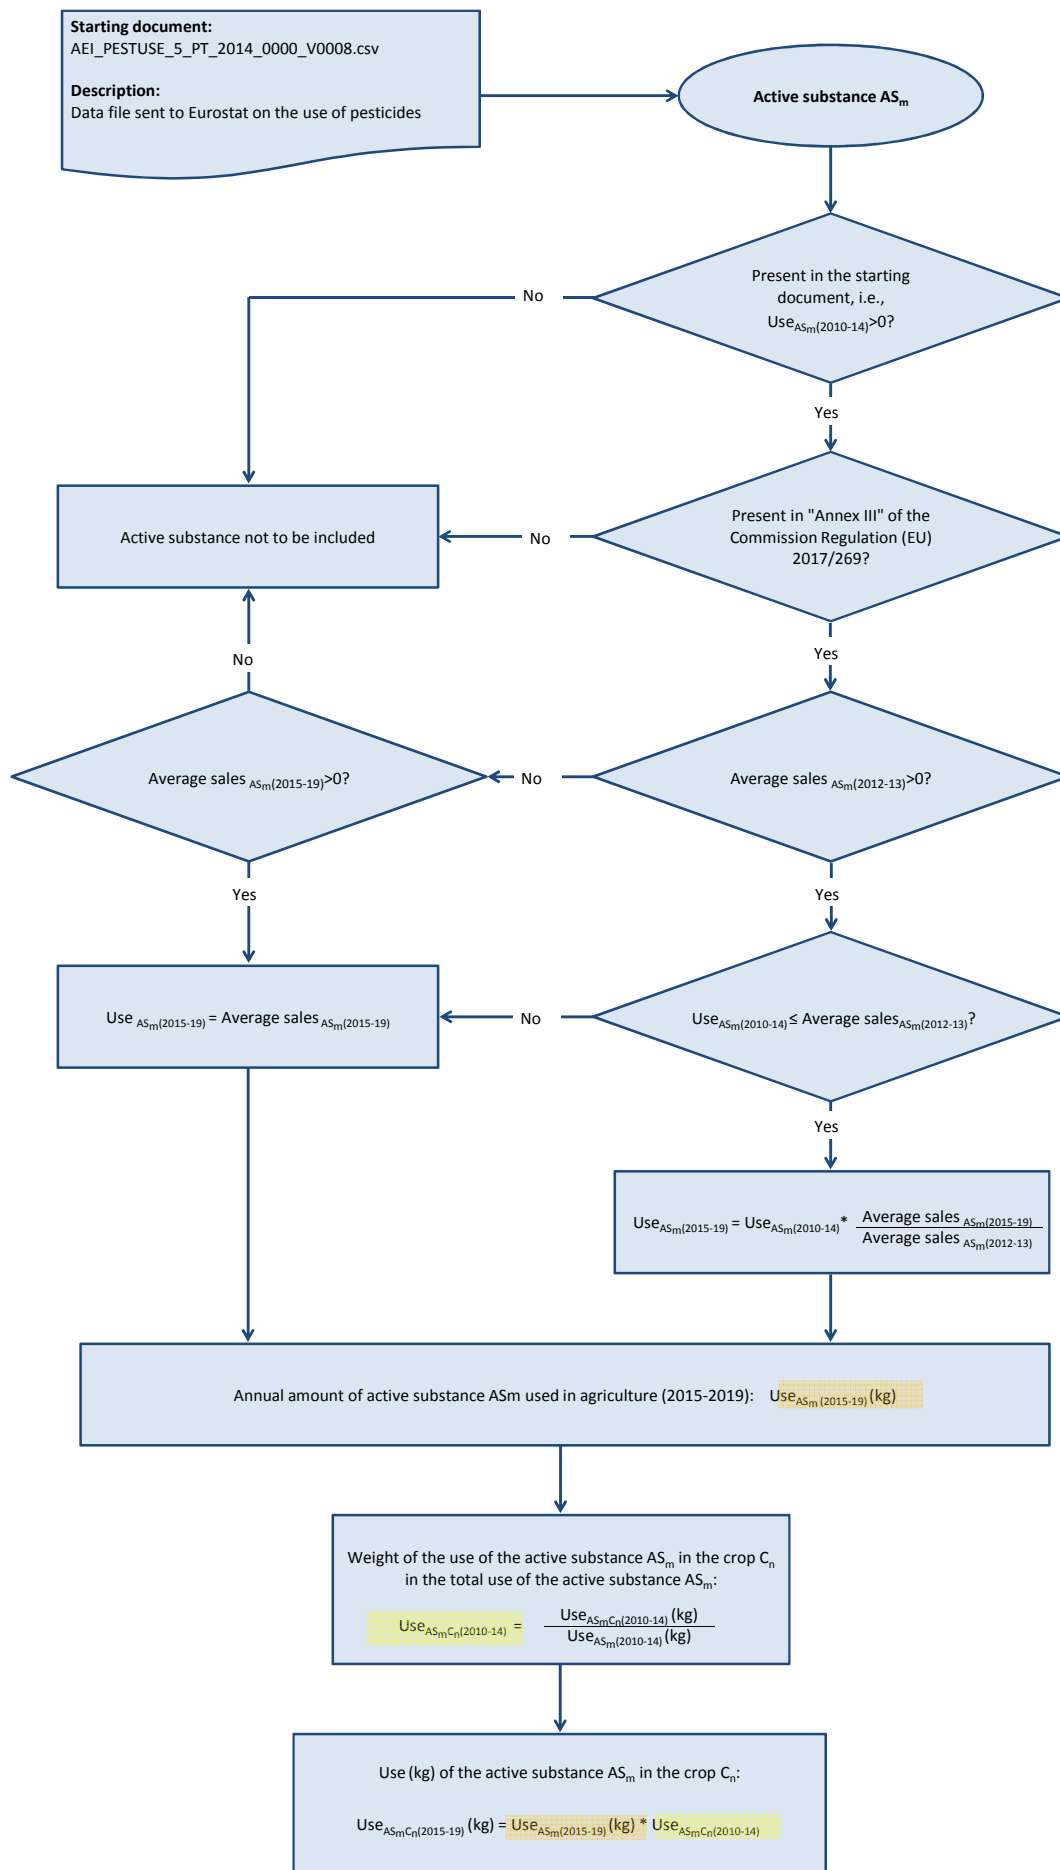 Starting document:
AEI_PESTUSE_5_PT_2014_0000_V0008.csv
Description:
Data file sent to Eurostat on the use of pesticides
Active substance ASm
Present in the starting
document, i.e.,
UseASm(2010-14)>0?
No
Yes
Present in "Annex III" of the
Commission Regulation (EU)
2017/269?
No
Active substance not to be included
Yes
No
Average sales ASm(2015-19)>0?
No
Average sales ASm(2012-13)>0?
Yes
Yes
Use ASm(2015-19) = Average sales ASm(2015-19)
No
UseASm(2010-14) ≤ Average salesASm(2012-13)?
Yes
UseASm(2015-19) = UseASm(2010-14)* Average sales ASm(2015-19)
Average sales ASm(2012-13)
Annual amount of active substance ASm used in agriculture (2015-2019): UseASm (2015-19) (kg)
Weight of the use of the active substance ASm in the crop Cn
in the total use of the active substance ASm:
UseASmCn(2010-14) = UseASmCn(2010-14) (kg)
UseASm(2010-14) (kg)
Use (kg) of the active substance ASm in the crop Cn:
UseASmCn(2015-19) (kg) = UseASm(2015-19) (kg) * UseASmCn(2010-14)